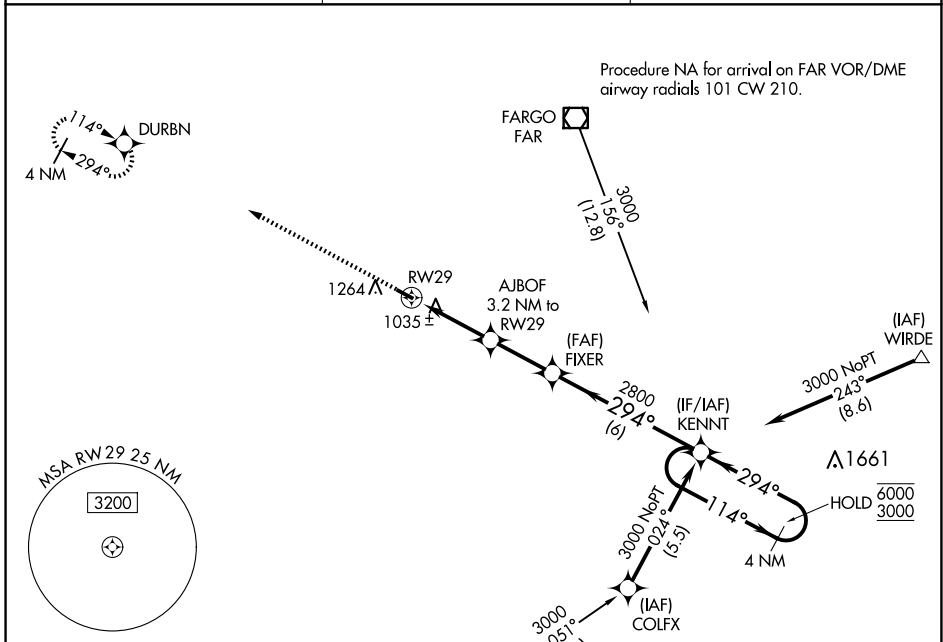 Procedure NA for arrival on FAR VOR/DME
airway radials 101 CW 210.
FARGO
FAR
114°
DURBN
4 NM
294°
3000
156°
(12.8)
RW29
1264
1035 ±
AJBOF
3.2 NM to
RW29
(FAF)
FIXER
(IAF)
WIRDE
3000 NoPT
243°
(8.6)
2800
294°
(6)
(IF/IAF)
KENNT
1661
294°
114°
HOLD 6000
3000
4 NM
MSA RW 29 25 NM
3200
3000 NoPT
024°
(5.5)
(IAF)
COLFX
3000
051°